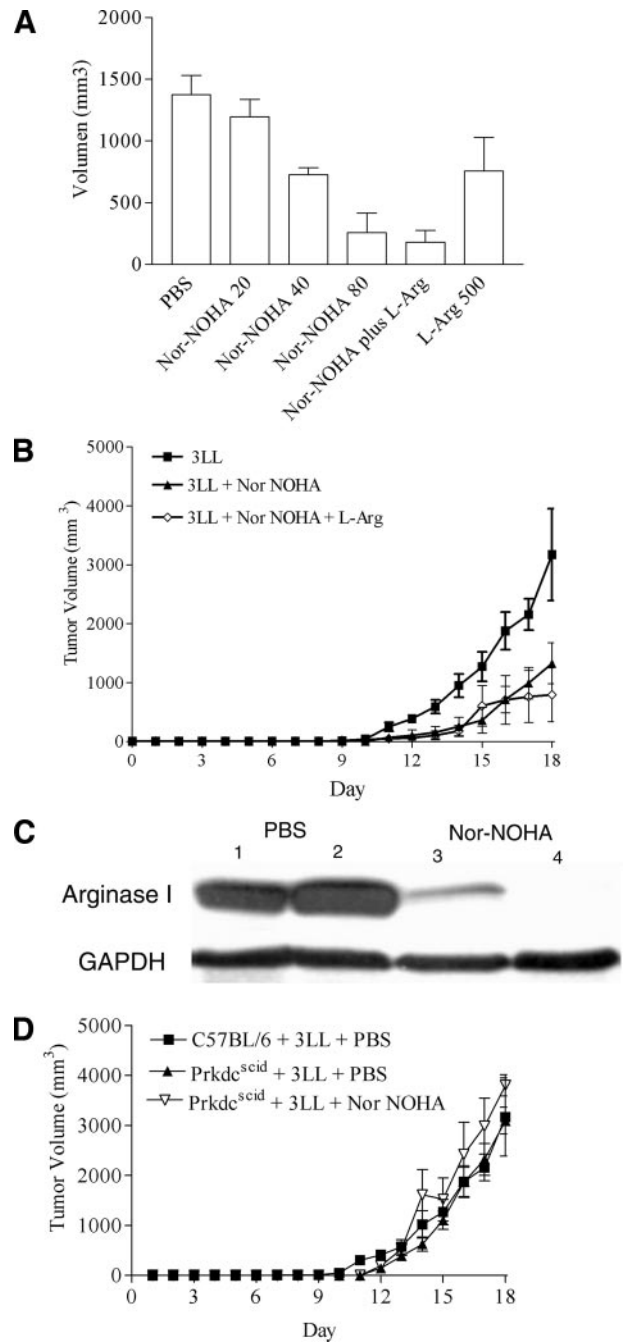 A
Volumen (mm3)
2000
1500
1000
500
0
PBS
Nor-NOHA 20
Nor-NOHA 40
Nor-NOHA 80
Nor-NOHA plus L-Arg
L-Arg 500
B
Tumor Volume (mm³)
5000
4000
3000
2000
1000
0
3LL
3LL + Nor NOHA
3LL + Nor NOHA + L-Arg
0 3 6 9 12 15 18
Day
C
PBS Nor-NOHA
1 2 3 4
Arginase I
GAPDH
D
Tumor Volume (mm³)
5000
4000
3000
2000
1000
0
C57BL/6 + 3LL + PBS
Prkdcˢᶜⁱᵈ + 3LL + PBS
Prkdcˢᶜⁱᵈ + 3LL + Nor NOHA
0 3 6 9 12 15 18
Day